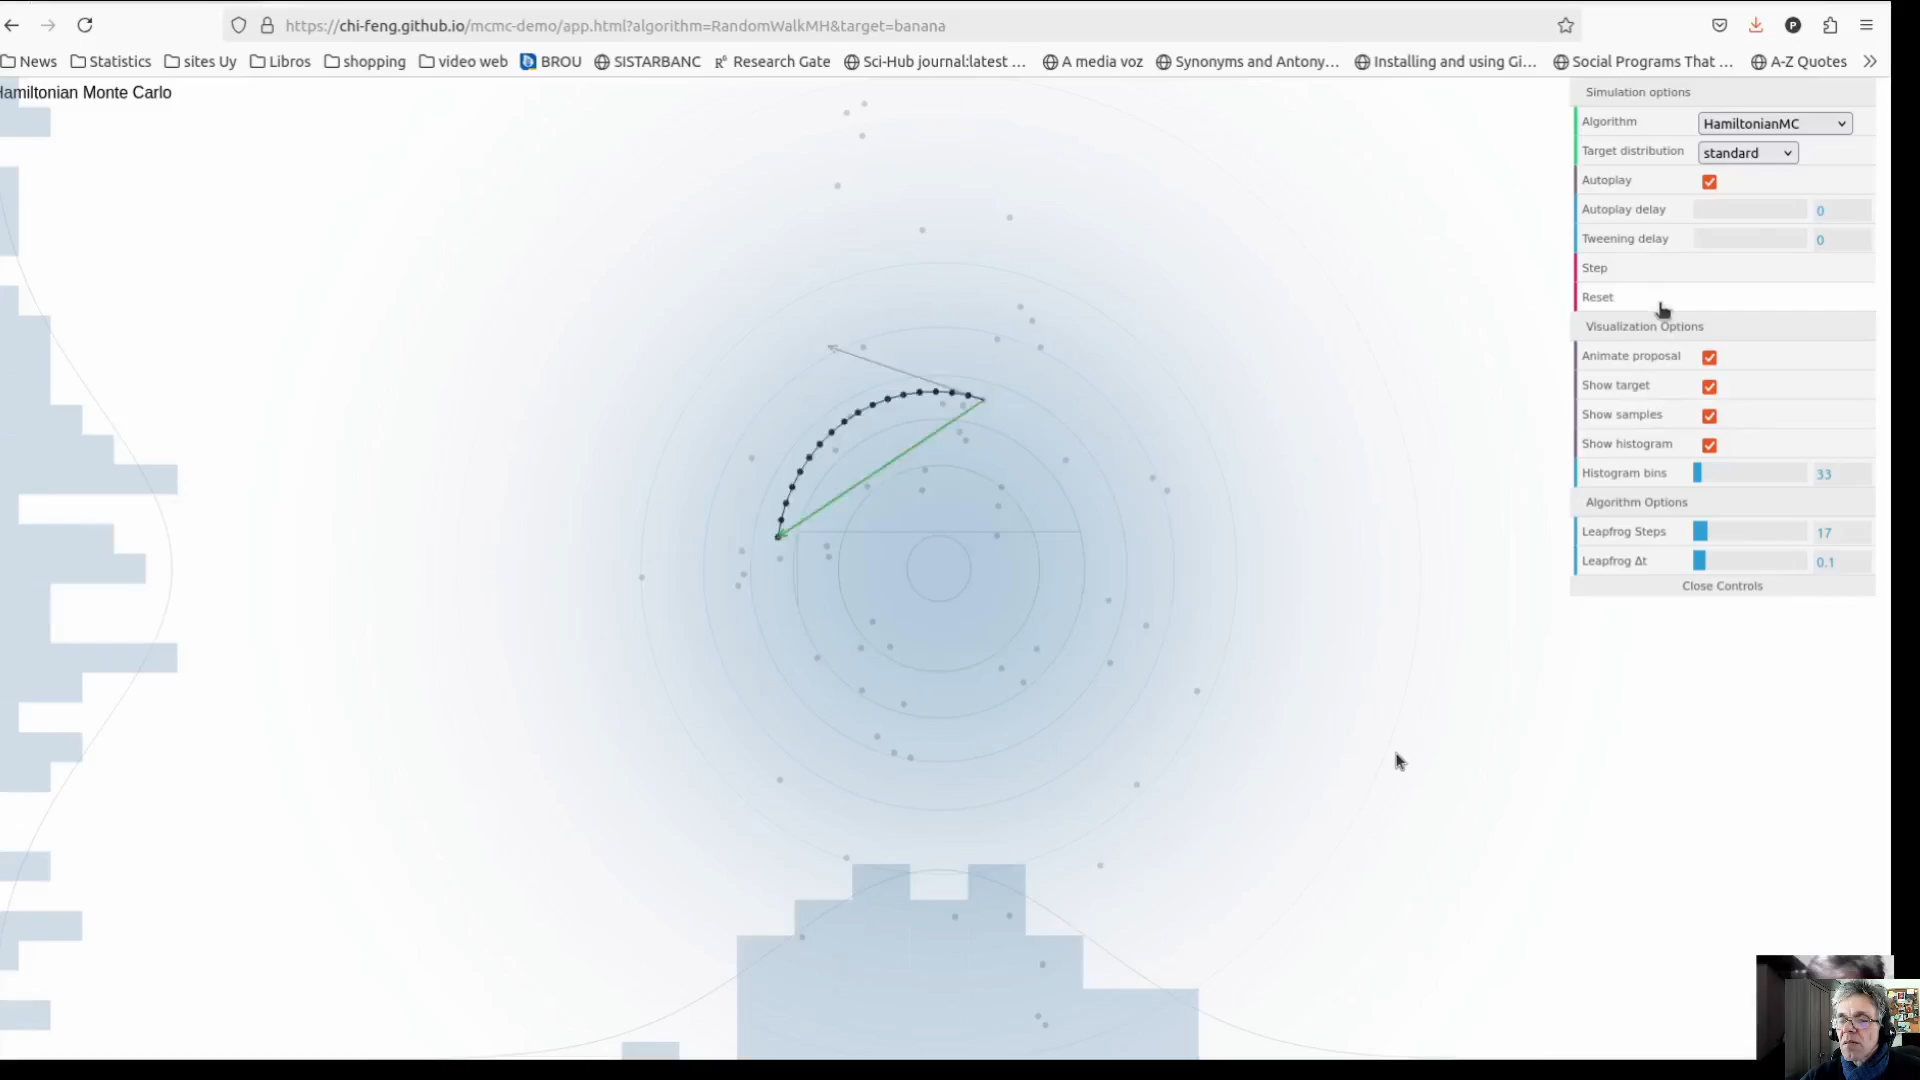 https://chi-feng.github.io/mcmc-demo/app.html?algorithm=RandomWalkMH&target=banana
News Statistics sites Uy Libros shopping video web BROU SISTARBANC Research Gate Sci-Hub journal:latest ... A media voz Synonyms and Antony... Installing and using Gi... Social Programs That ... A-Z Quotes
Hamiltonian Monte Carlo
Simulation options
Algorithm HamiltonianMC
Target distribution standard
Autoplay
Autoplay delay 0
Tweening delay 0
Step
Reset
Visualization Options
Animate proposal
Show target
Show samples
Show histogram
Histogram bins 33
Algorithm Options
Leapfrog Steps 17
Leapfrog Δt 0.1
Close Controls